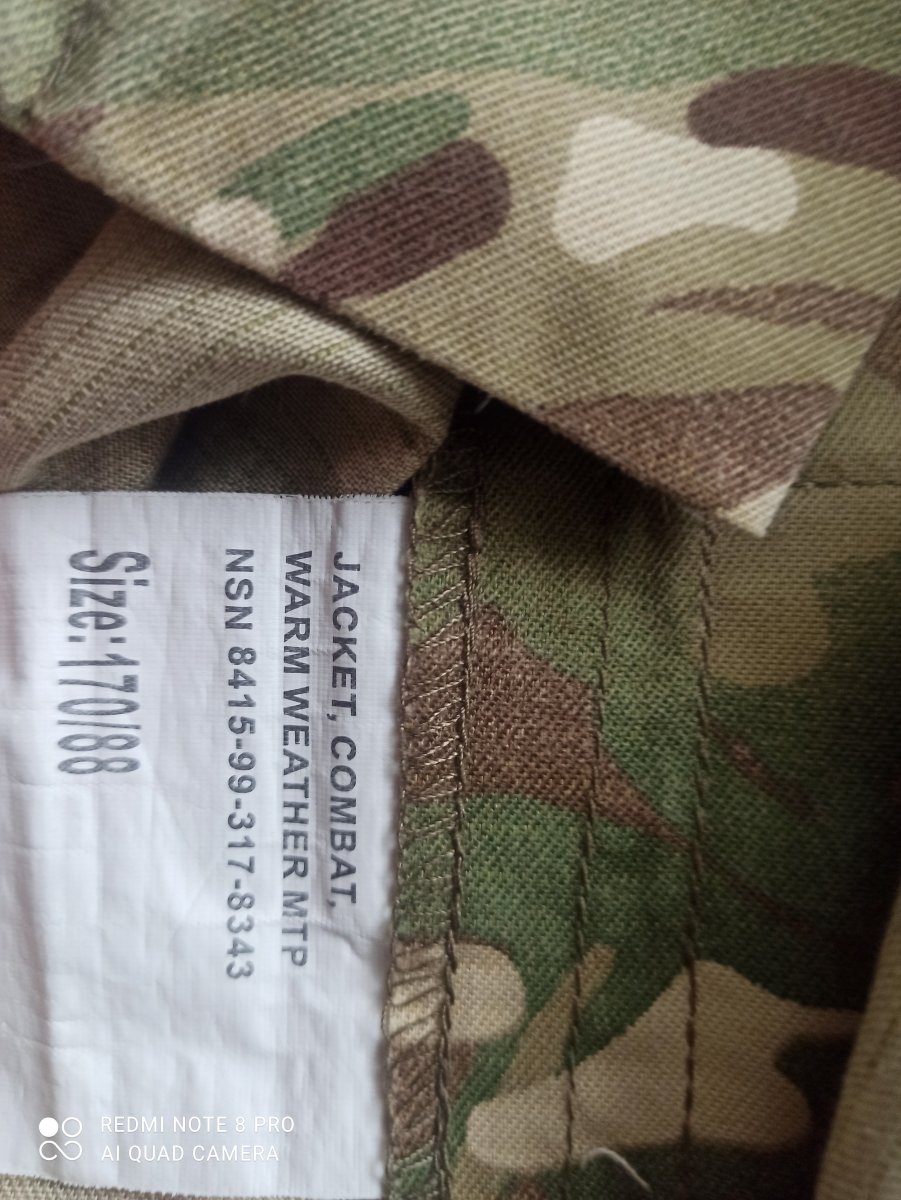 JACKET, COMBAT,
WARM WEATHER MTP
NSN 8415-99-317-8343
Size:170/88
REDMI NOTE 8 PRO
AI QUAD CAMERA